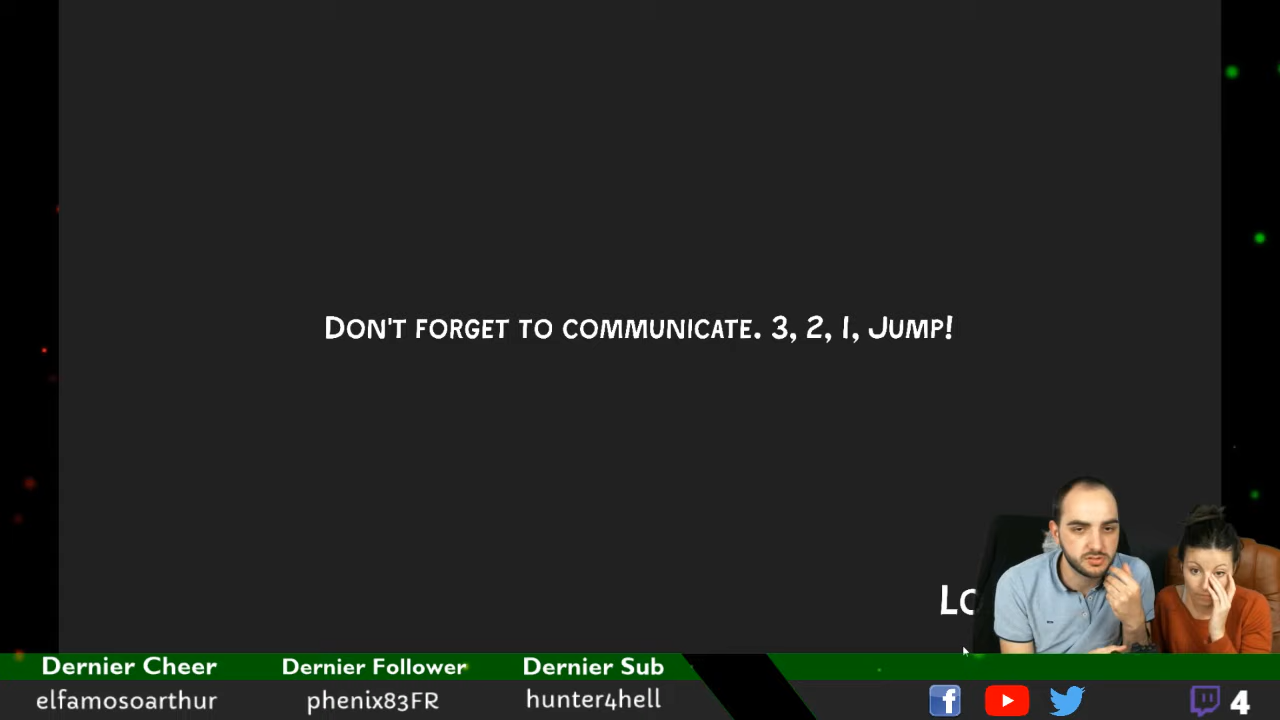 Don't forget to communicate. 3, 2, 1, Jump!
Dernier Cheer
elfamosoarthur
Dernier Follower
phenix83FR
Dernier Sub
hunter4hell
4